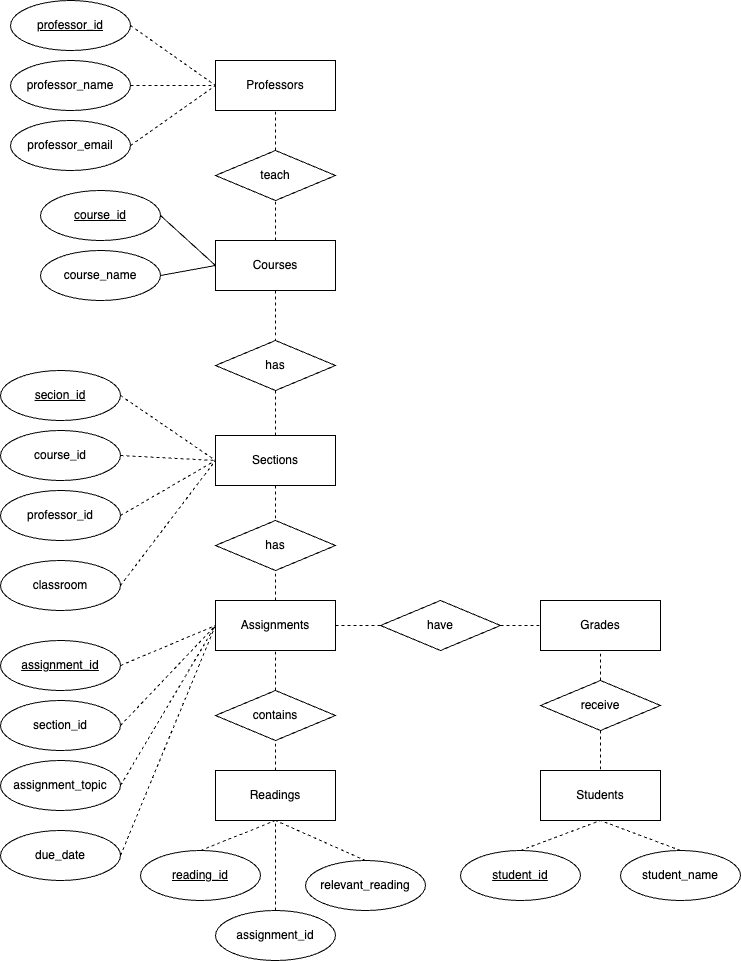 professor_id
professor_name
Professors
professor_email
teach
course_id
Courses
course_name
has
secion_id
course_id
Sections
professor_id
has
classroom
Assignments
have
Grades
assignment_id
receive
contains
section_id
assignment_topic
Readings
Students
due_date
reading_id
relevant_reading
student_id
student_name
assignment_id